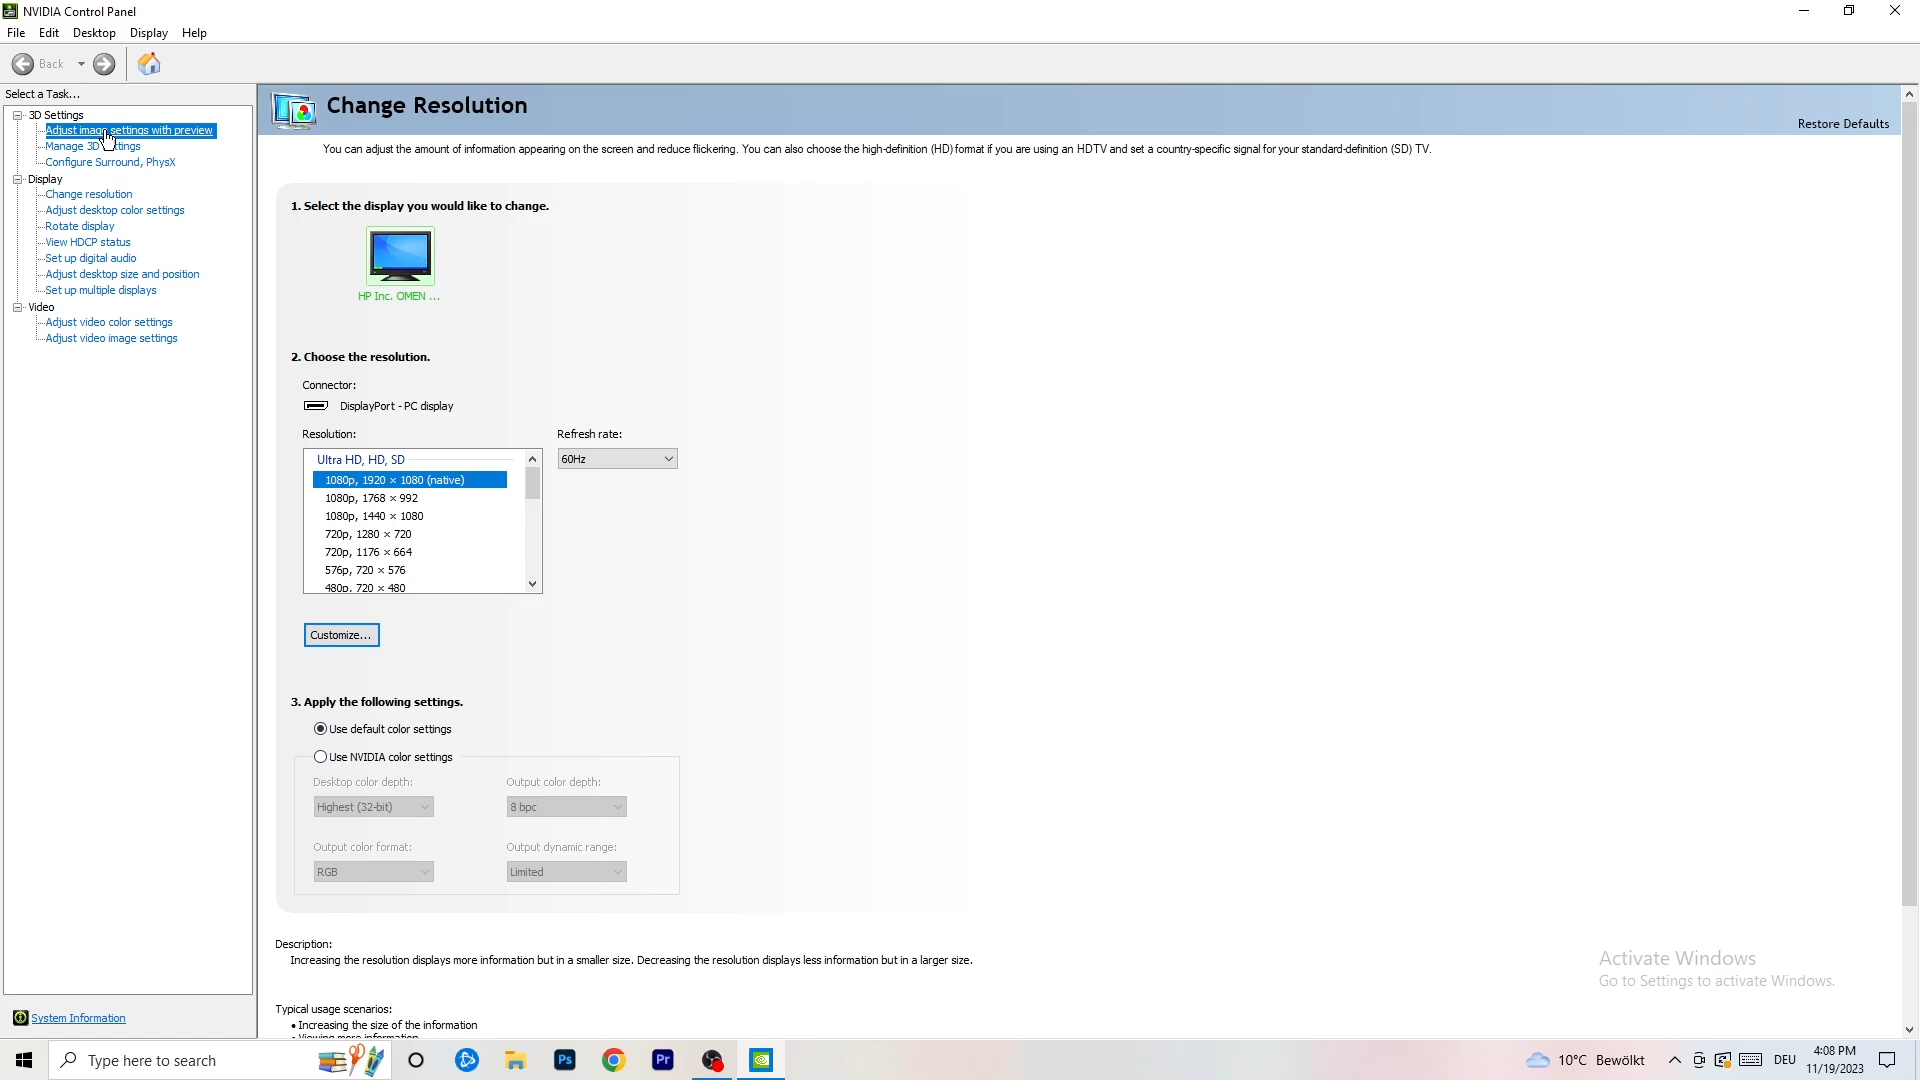 NVIDIA Control Panel
File Edit Desktop Display Help
Back
Select a Task...
3D Settings
Adjust image settings with preview
Manage 3D
Configure Surround, PhysX
Display
Change resolution
Adjust desktop color settings
Rotate display
View HDCP status
Set up digital audio
Adjust desktop size and position
Set up multiple displays
Video
Adjust video color settings
Adjust video image settings
System Information
Change Resolution
Restore Defaults
You can adjust the amount of information appearing on the screen and reduce flickering. You can also choose the high-definition (HD) format if you are using an HDTV and set a country-specific signal for your standard-definition (SD) TV.
1. Select the display you would like to change.
HP Inc. OMEN ...
2. Choose the resolution.
Connector:
DisplayPort - PC display
Resolution:
Refresh rate:
Ultra HD, HD, SD
60Hz
1080p, 1920 × 1080 (native)
1080p, 1768 × 992
1080p, 1440 × 1080
720p, 1280 × 720
720p, 1176 × 664
576p, 720 × 576
480p, 720 × 480
Customize...
3. Apply the following settings.
Use default color settings
Use NVIDIA color settings
Desktop color depth:
Output color depth:
Highest (32-bit)
8 bpc
Output color format:
Output dynamic range:
RGB
Limited
Description:
Increasing the resolution displays more information but in a smaller size. Decreasing the resolution displays less information but in a larger size.
Typical usage scenarios:
• Increasing the size of the information
• Viewing more information
Activate Windows
Go to Settings to activate Windows.
Type here to search
Ps
Pr
10°C Bewölkt
DEU
4:08 PM
11/19/2023